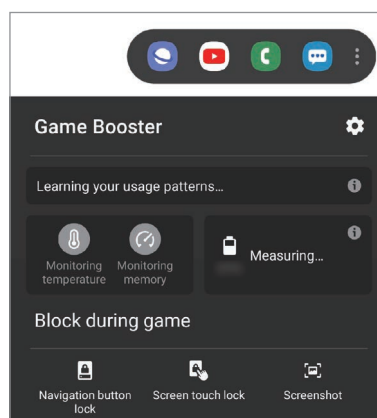 Game Booster
Learning your usage patterns...
Monitoring
temperature
Monitoring
memory
Measuring...
Block during game
Navigation button
lock
Screen touch lock
Screenshot